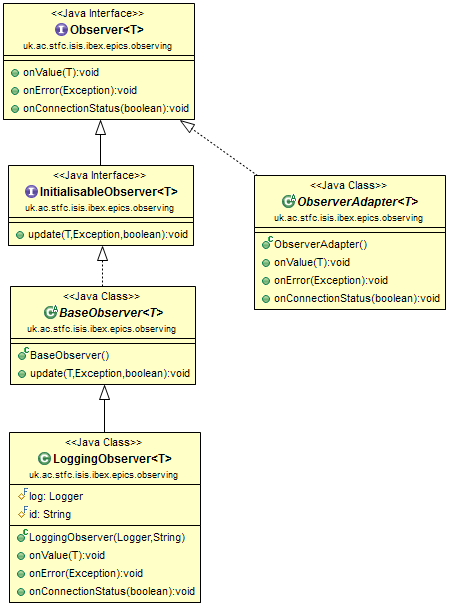 <<Java Interface>>
Observer<T>
uk.ac.stfc.isis.ibex.epics.observing
onValue(T):void
onError(Exception):void
onConnectionStatus(boolean):void
<<Java Interface>>
InitialisableObserver<T>
uk.ac.stfc.isis.ibex.epics.observing
update(T,Exception,boolean):void
<<Java Class>>
ObserverAdapter<T>
uk.ac.stfc.isis.ibex.epics.observing
ObserverAdapter()
onValue(T):void
onError(Exception):void
onConnectionStatus(boolean):void
<<Java Class>>
BaseObserver<T>
uk.ac.stfc.isis.ibex.epics.observing
BaseObserver()
update(T,Exception,boolean):void
<<Java Class>>
LoggingObserver<T>
uk.ac.stfc.isis.ibex.epics.observing
log: Logger
id: String
LoggingObserver(Logger,String)
onValue(T):void
onError(Exception):void
onConnectionStatus(boolean):void